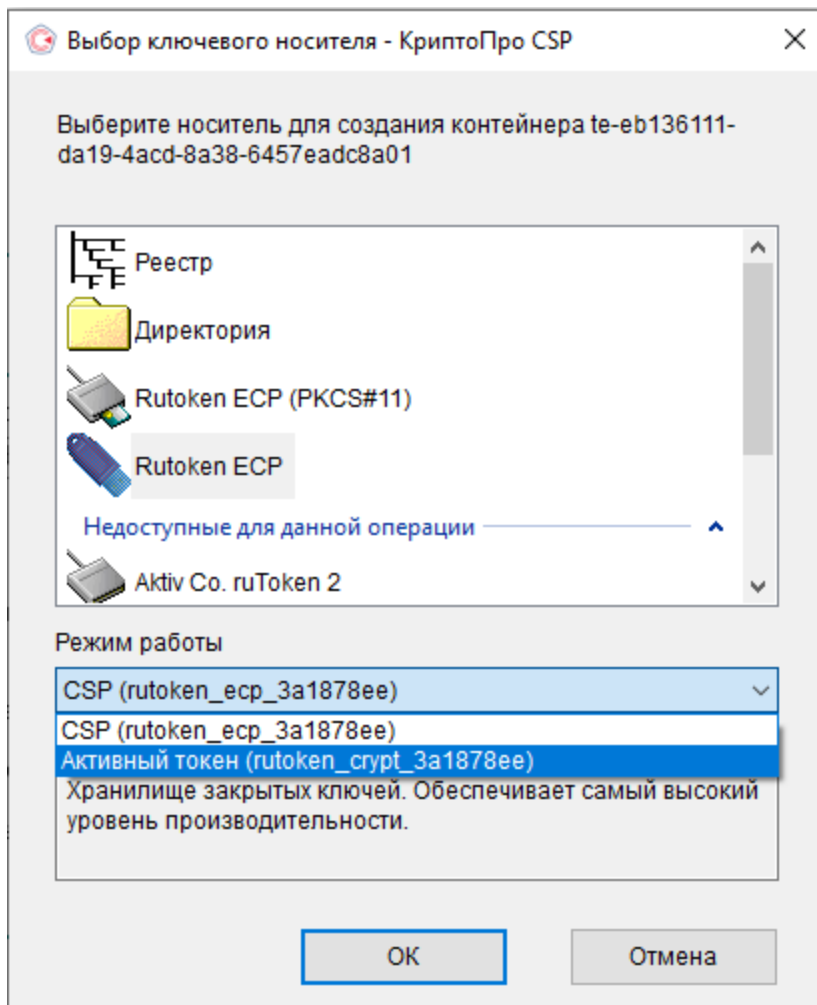 Выбор ключевого носителя - КриптоПро CSP
Выберите носитель для создания контейнера te-eb136111-
da19-4acd-8a38-6457eadc8a01
Реестр
Директория
Rutoken ECP (PKCS#11)
Rutoken ECP
Недоступные для данной операции
Aktiv Co. ruToken 2
Режим работы
CSP (rutoken_ecp_3a1878ee)
CSP (rutoken_ecp_3a1878ee)
Активный токен (rutoken_crypt_3a1878ee)
Хранилище закрытых ключей. Обеспечивает самый высокий
уровень производительности.
ОК
Отмена